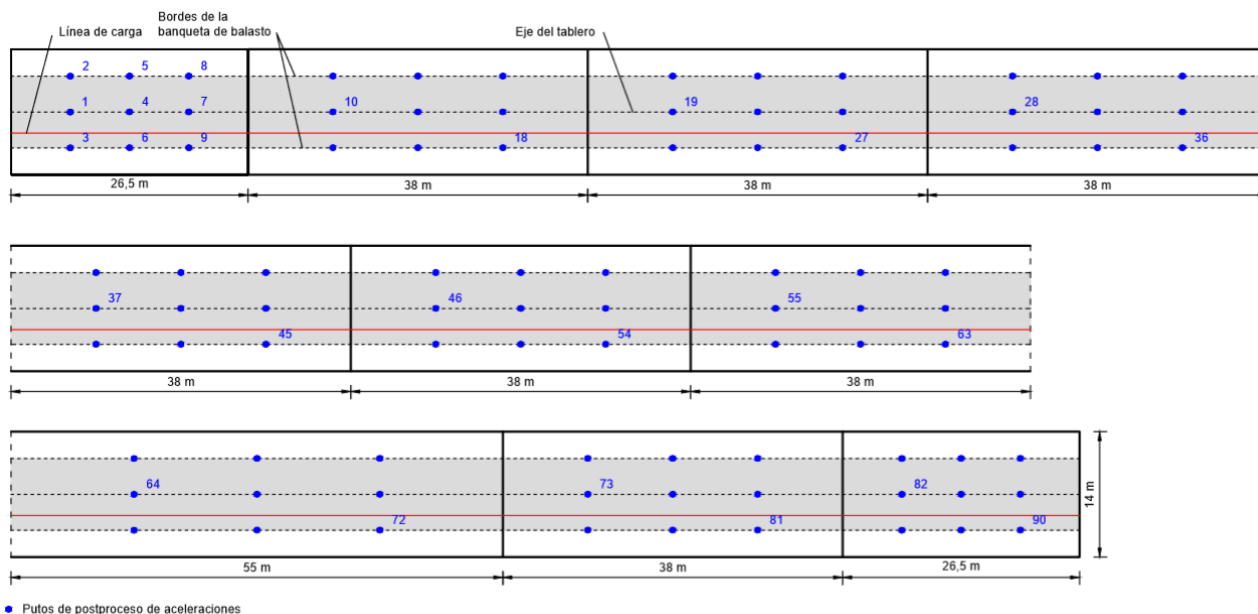 Bordes de la
banqueta de balasto
Línea de carga
Eje del tablero
2 5 8
1 4 7 10 19 28
3 6 9 18 27 36
26,5 m 38 m 38 m 38 m
37 46 55
45 54 63
38 m 38 m 38 m
64 73 82
72 81 90
14 m
55 m 38 m 26,5 m
Putos de postproceso de aceleraciones